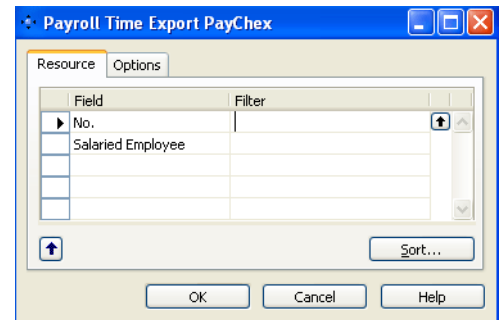 Payroll Time Export PayChex
Resource Options
Field Filter
No.
Salaried Employee
Sort...
OK Cancel Help